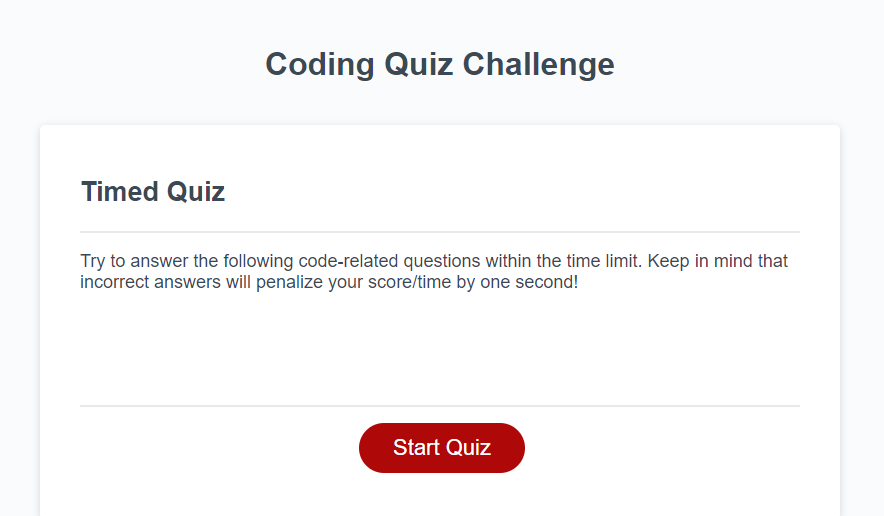 Coding Quiz Challenge
Timed Quiz
Try to answer the following code-related questions within the time limit. Keep in mind that
incorrect answers will penalize your score/time by one second!
Start Quiz